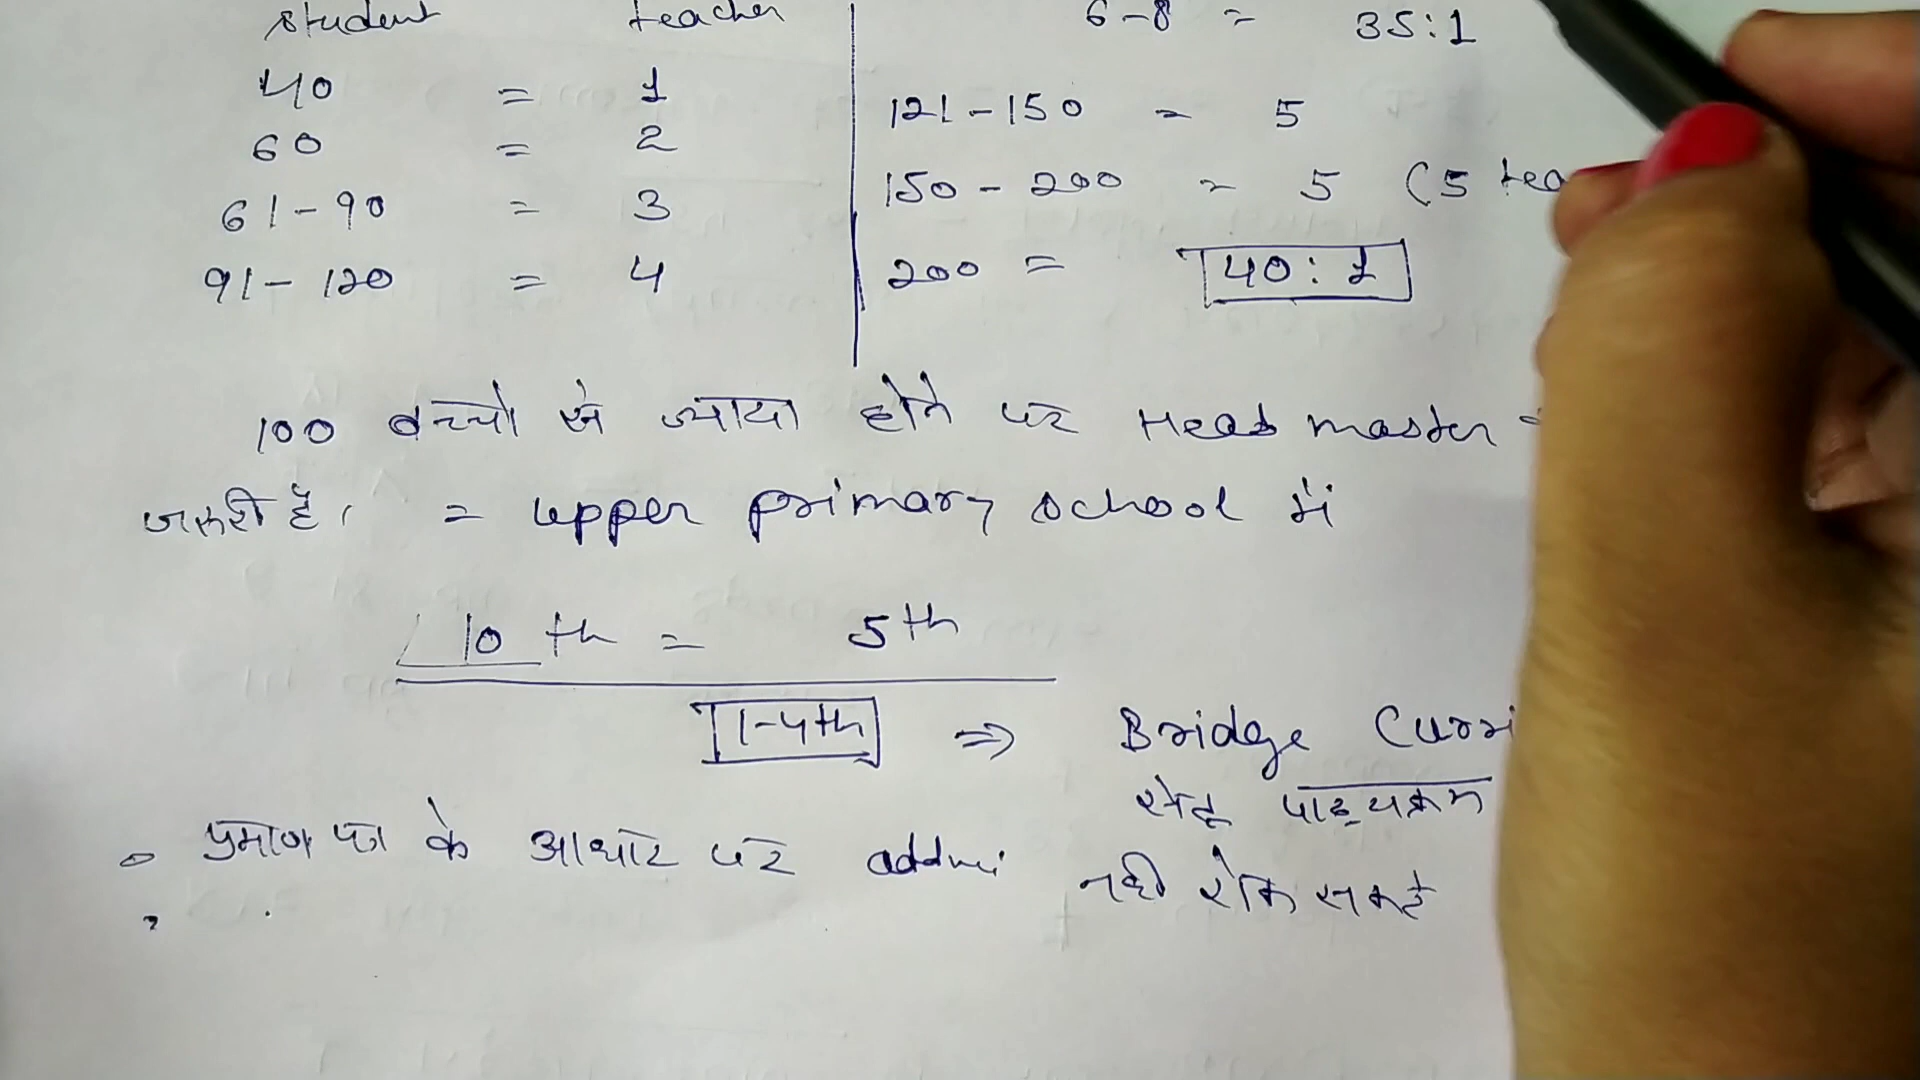 student teacher
40 = 1
60 = 2
61-90 = 3
91-120 = 4
6-8 = 35:1
121-150 = 5
150-200 = 5 (5 tea
200 = 40:1
100 बच्चो से ज्याया होने पर Head master
जरूरी है। = upper primary school में
10 th = 5th
1-4th ⇒ Bridge Curri
सेतू पाठ्यक्रम
प्रमाण पत्र के आधार पर addmi नही रोक सकते